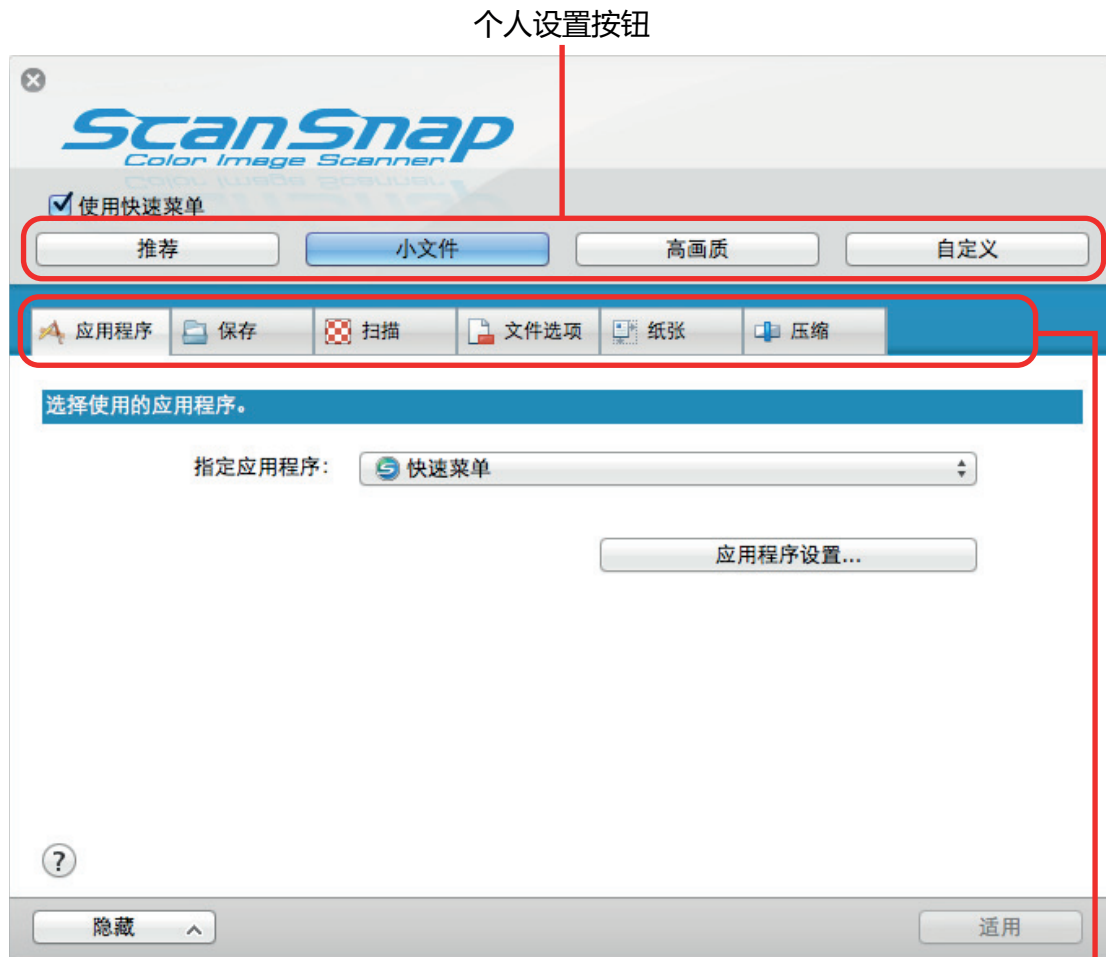 个人设置按钮
ScanSnap
Color Image Scanner
使用快速菜单
推荐 小文件 高画质 自定义
应用程序 保存 扫描 文件选项 纸张 压缩
选择使用的应用程序。
指定应用程序： 快速菜单
应用程序设置...
?
隐藏 适用